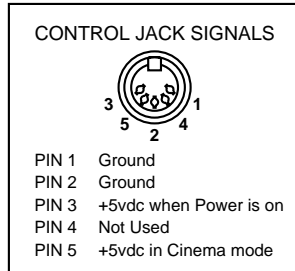 CONTROL JACK SIGNALS
3 1
5 4
2
PIN 1 Ground
PIN 2 Ground
PIN 3 +5vdc when Power is on
PIN 4 Not Used
PIN 5 +5vdc in Cinema mode